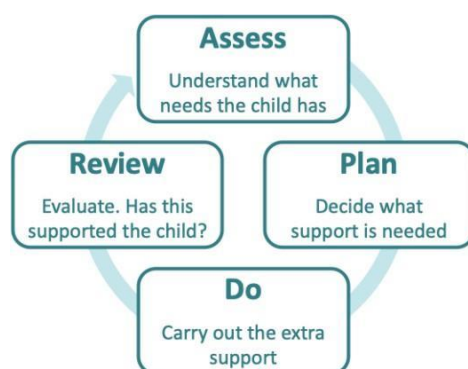 Assess
Understand what
needs the child has
Plan
Decide what
support is needed
Do
Carry out the extra
support
Review
Evaluate. Has this
supported the child?